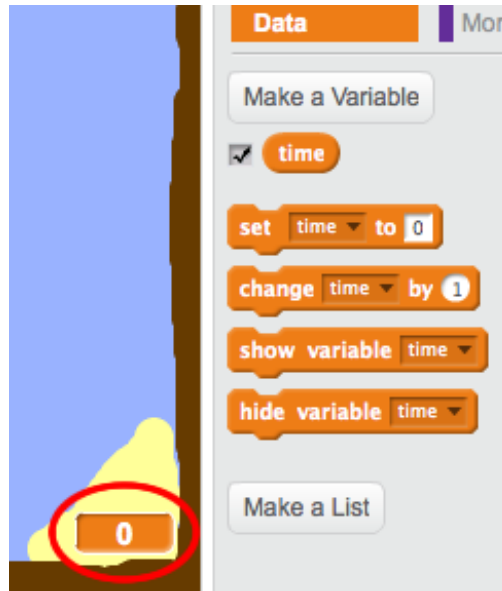 Data
Mor
Make a Variable
time
set time to 0
change time by 1
show variable time
hide variable time
Make a List
0